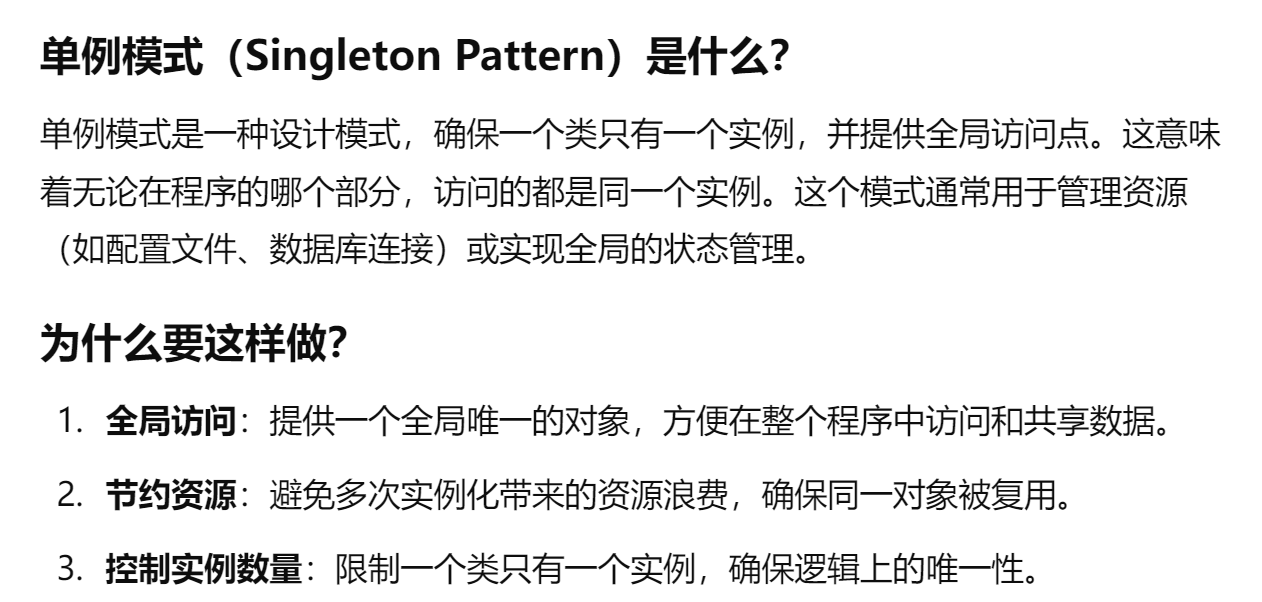 单例模式（Singleton Pattern）是什么？
单例模式是一种设计模式，确保一个类只有一个实例，并提供全局访问点。这意味
着无论在程序的哪个部分，访问的都是同一个实例。这个模式通常用于管理资源
（如配置文件、数据库连接）或实现全局的状态管理。
为什么要这样做？
1. 全局访问：提供一个全局唯一的对象，方便在整个程序中访问和共享数据。
2. 节约资源：避免多次实例化带来的资源浪费，确保同一对象被复用。
3. 控制实例数量：限制一个类只有一个实例，确保逻辑上的唯一性。